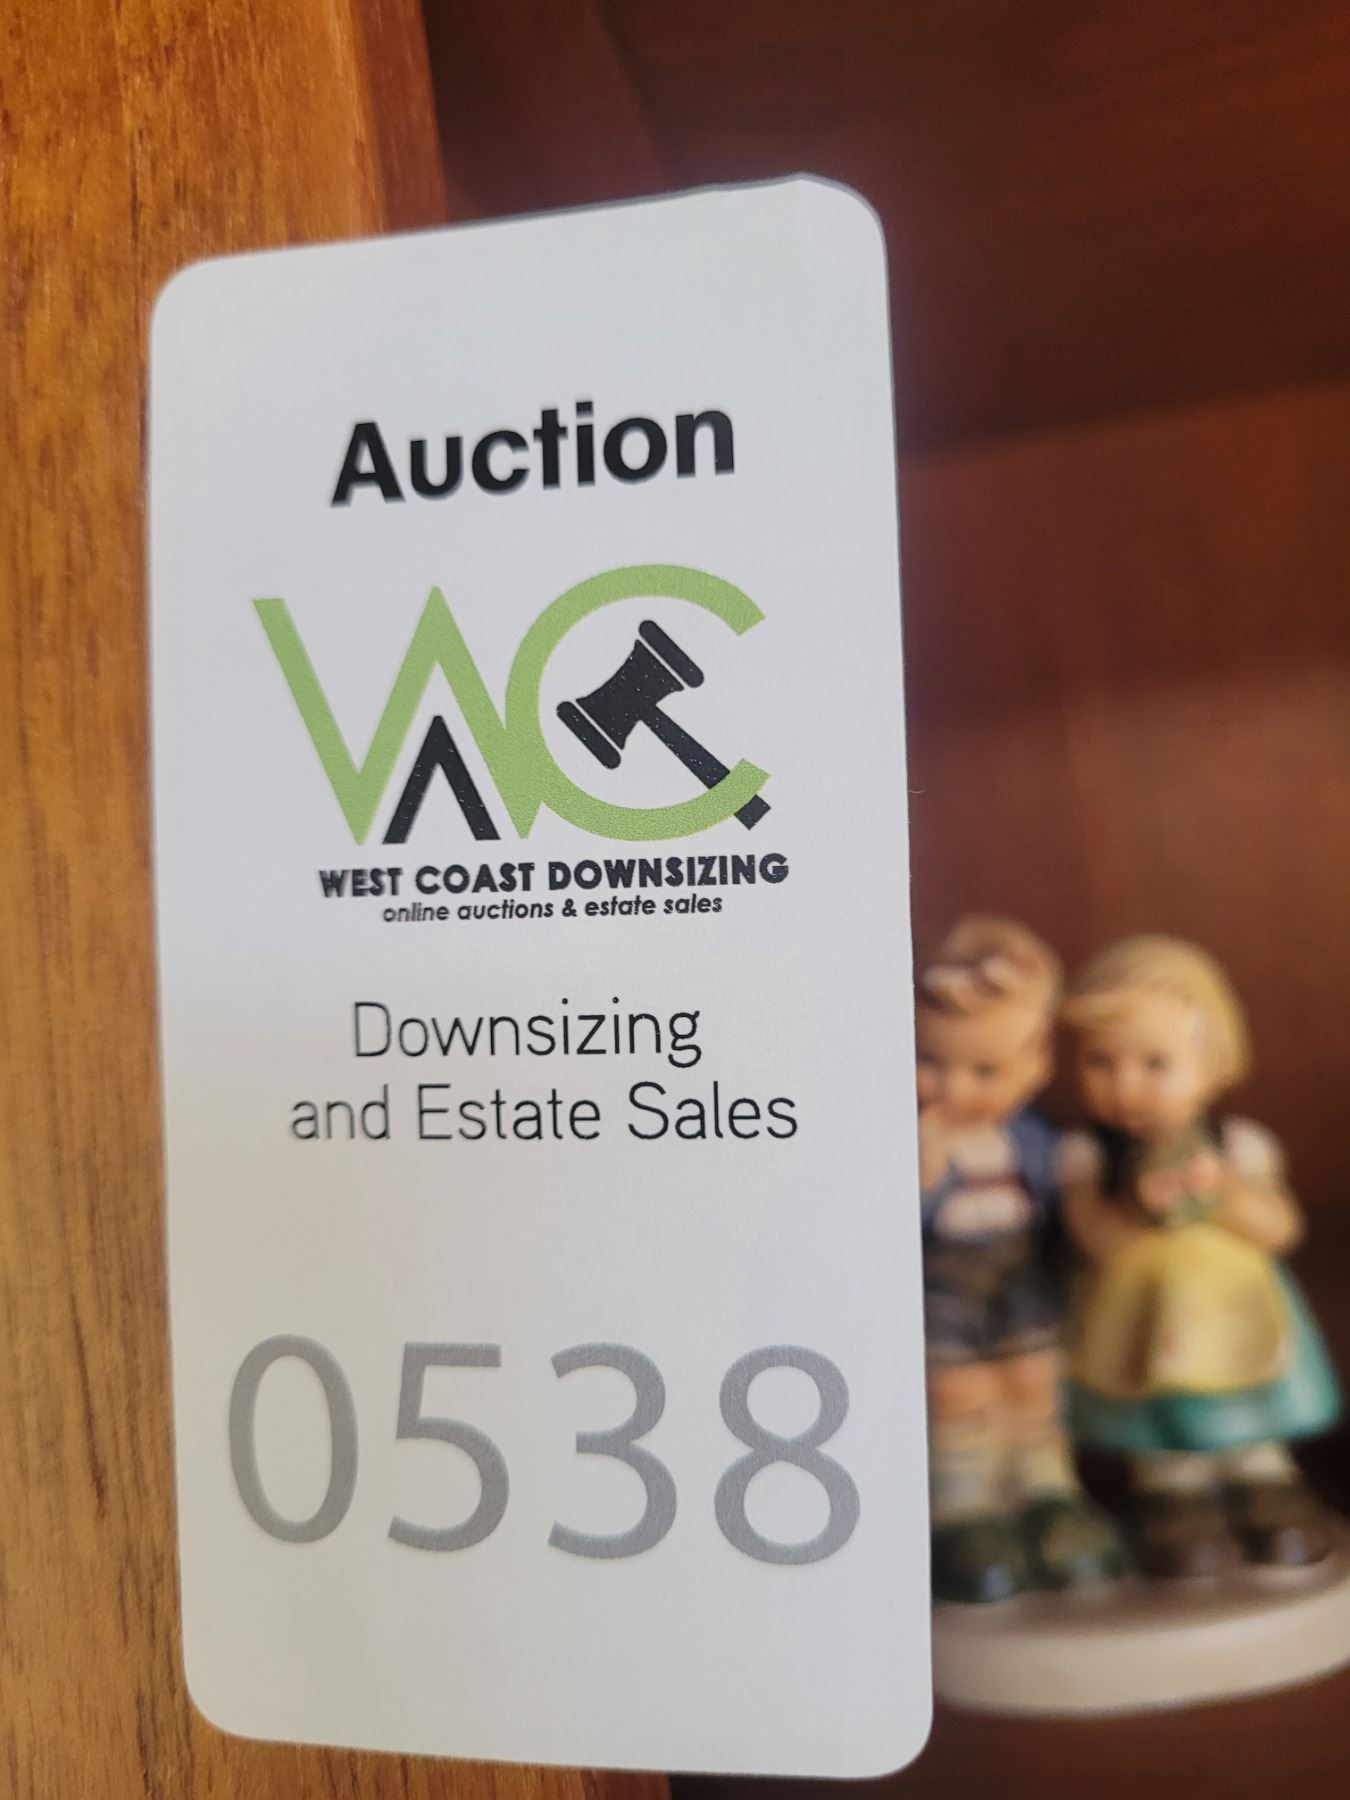 Auction
WC
WEST COAST DOWNSIZING
online auctions & estate sales
Downsizing
and Estate Sales
0538